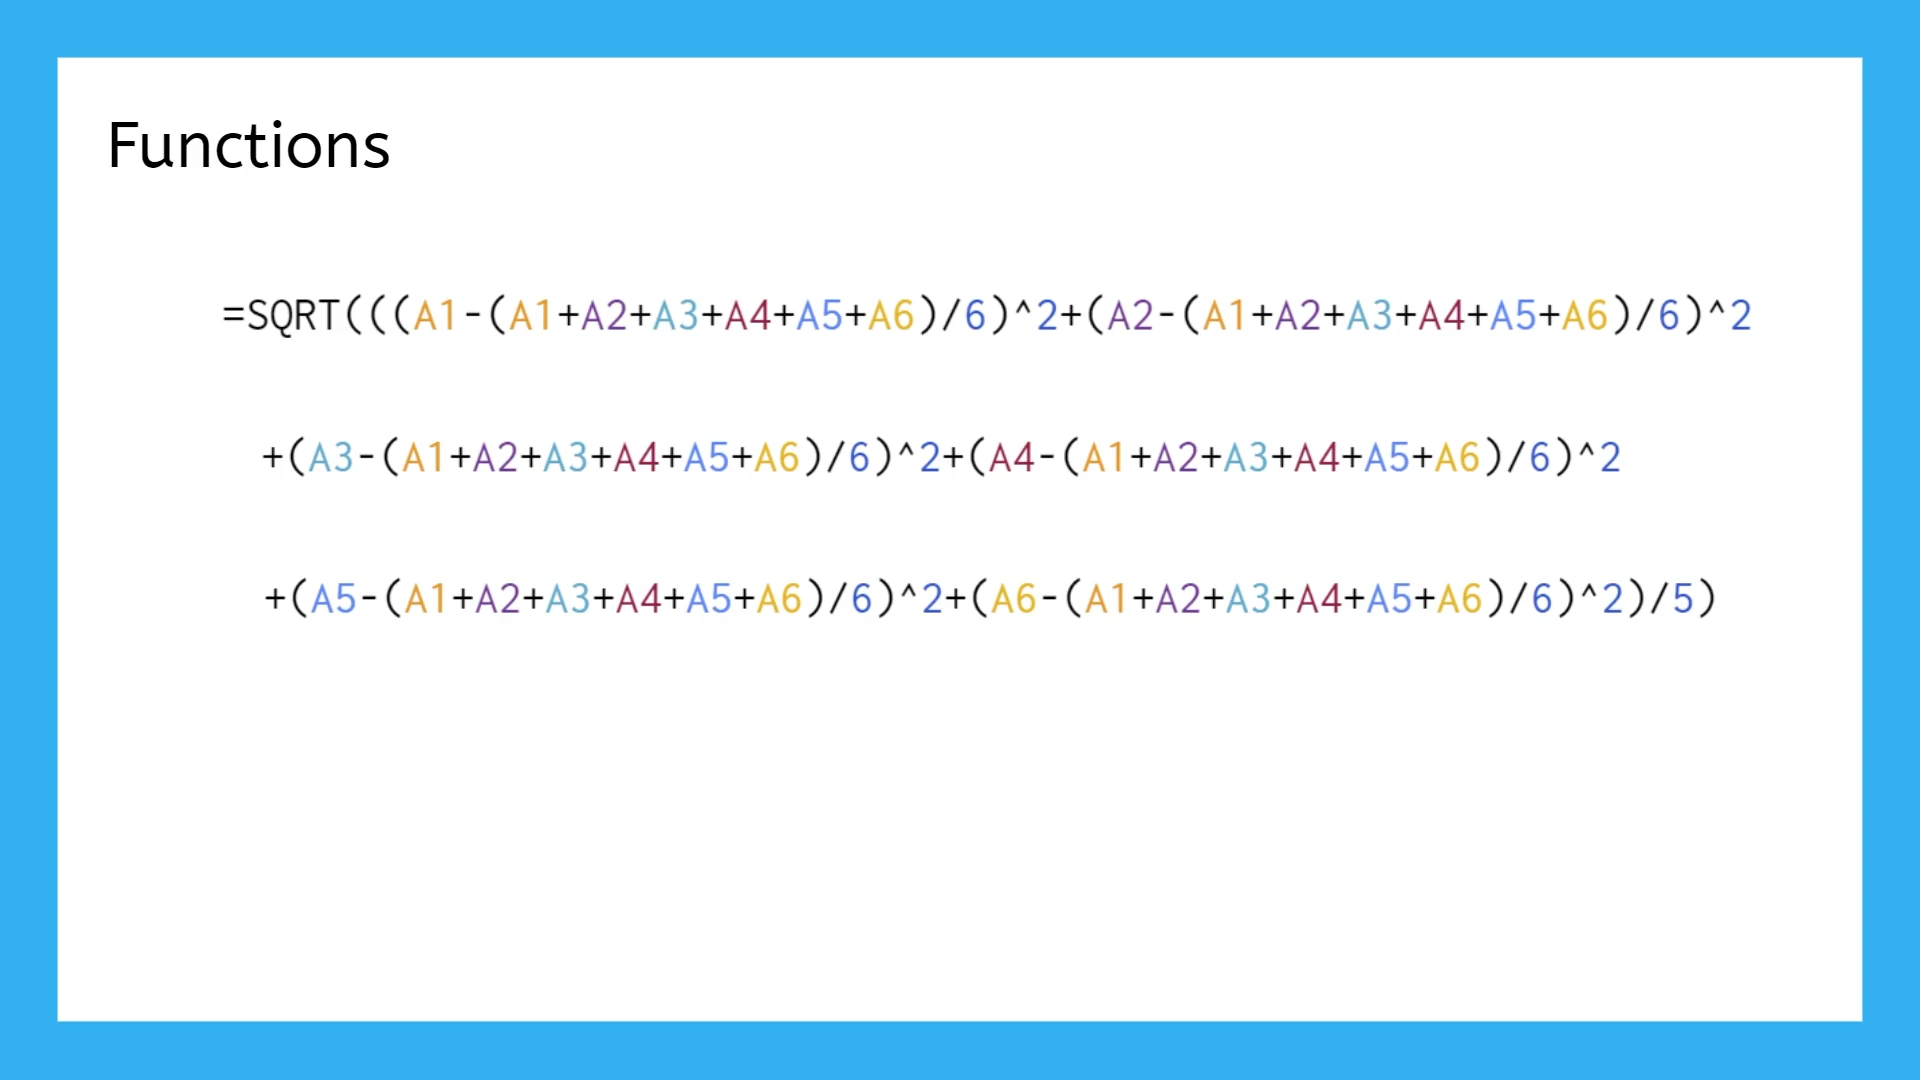 Functions
=SQRT(((A1-(A1+A2+A3+A4+A5+A6)/6)^2+(A2-(A1+A2+A3+A4+A5+A6)/6)^2
+(A3-(A1+A2+A3+A4+A5+A6)/6)^2+(A4-(A1+A2+A3+A4+A5+A6)/6)^2
+(A5-(A1+A2+A3+A4+A5+A6)/6)^2+(A6-(A1+A2+A3+A4+A5+A6)/6)^2)/5)